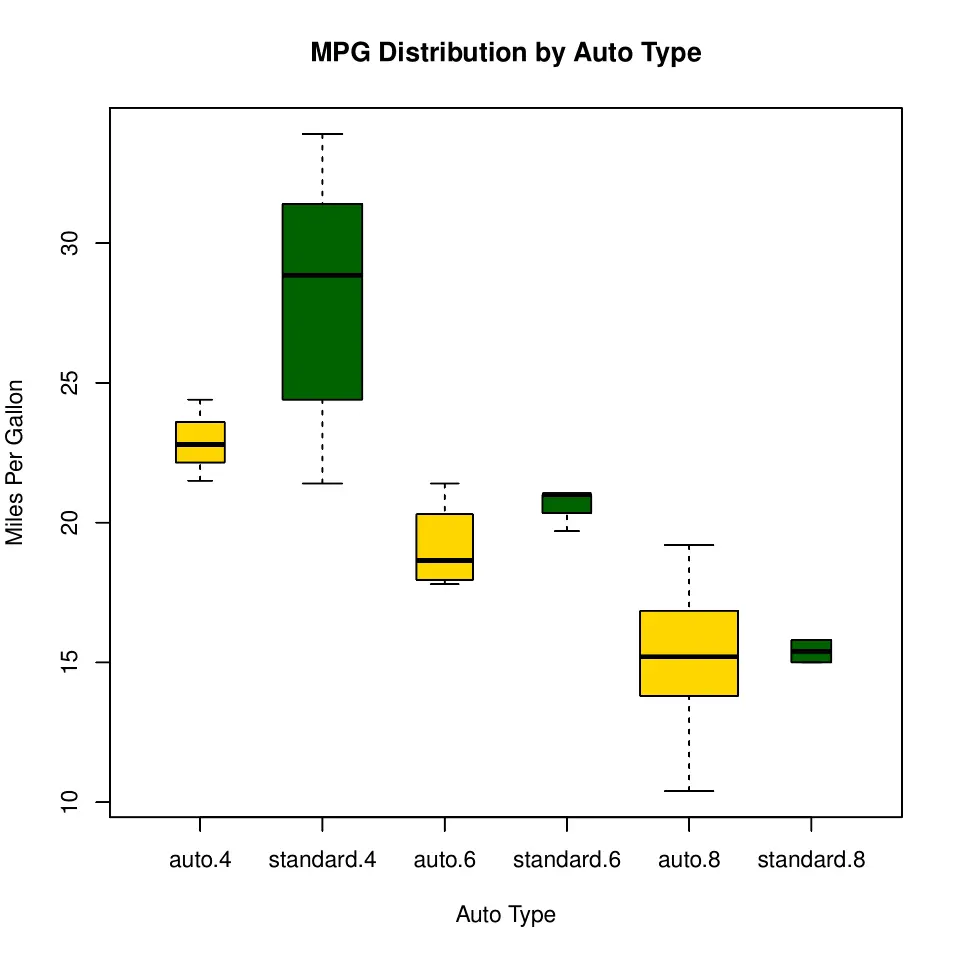 MPG Distribution by Auto Type
Miles Per Gallon
30
25
20
15
10
auto.4 standard.4 auto.6 standard.6 auto.8 standard.8
Auto Type